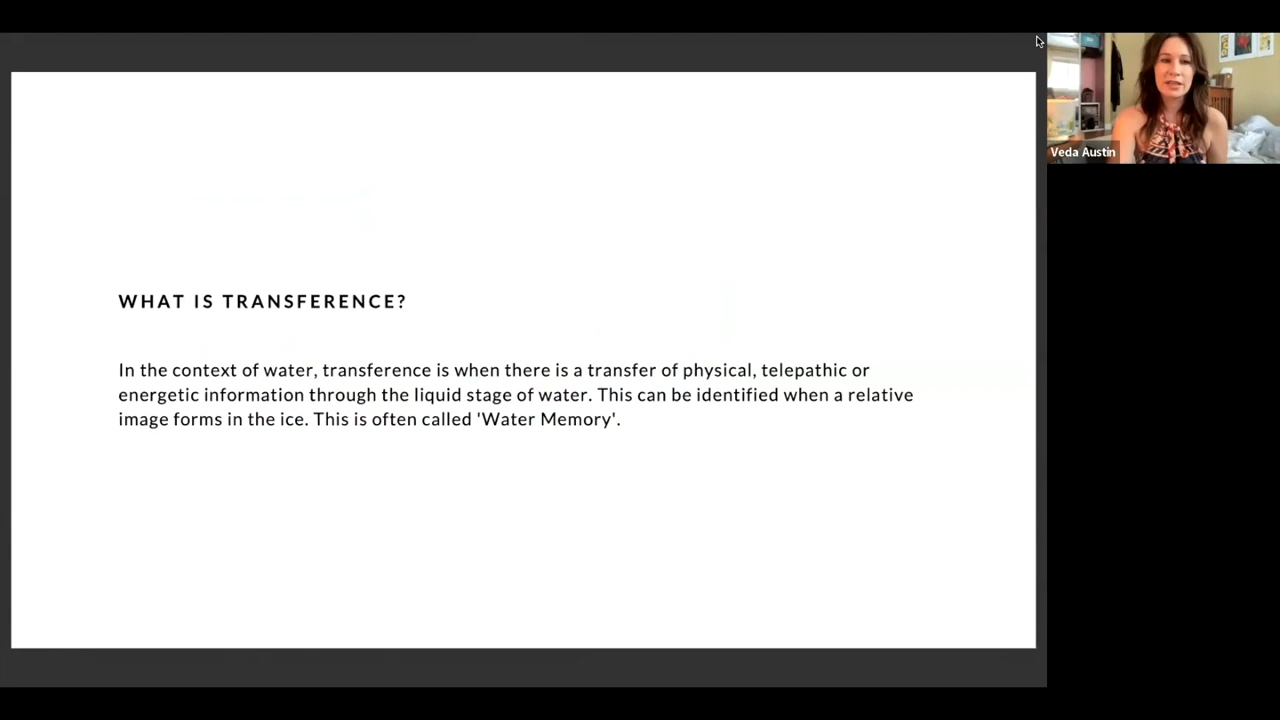 WHAT IS TRANSFERENCE?
In the context of water, transference is when there is a transfer of physical, telepathic or
energetic information through the liquid stage of water. This can be identified when a relative
image forms in the ice. This is often called 'Water Memory'.
Veda Austin